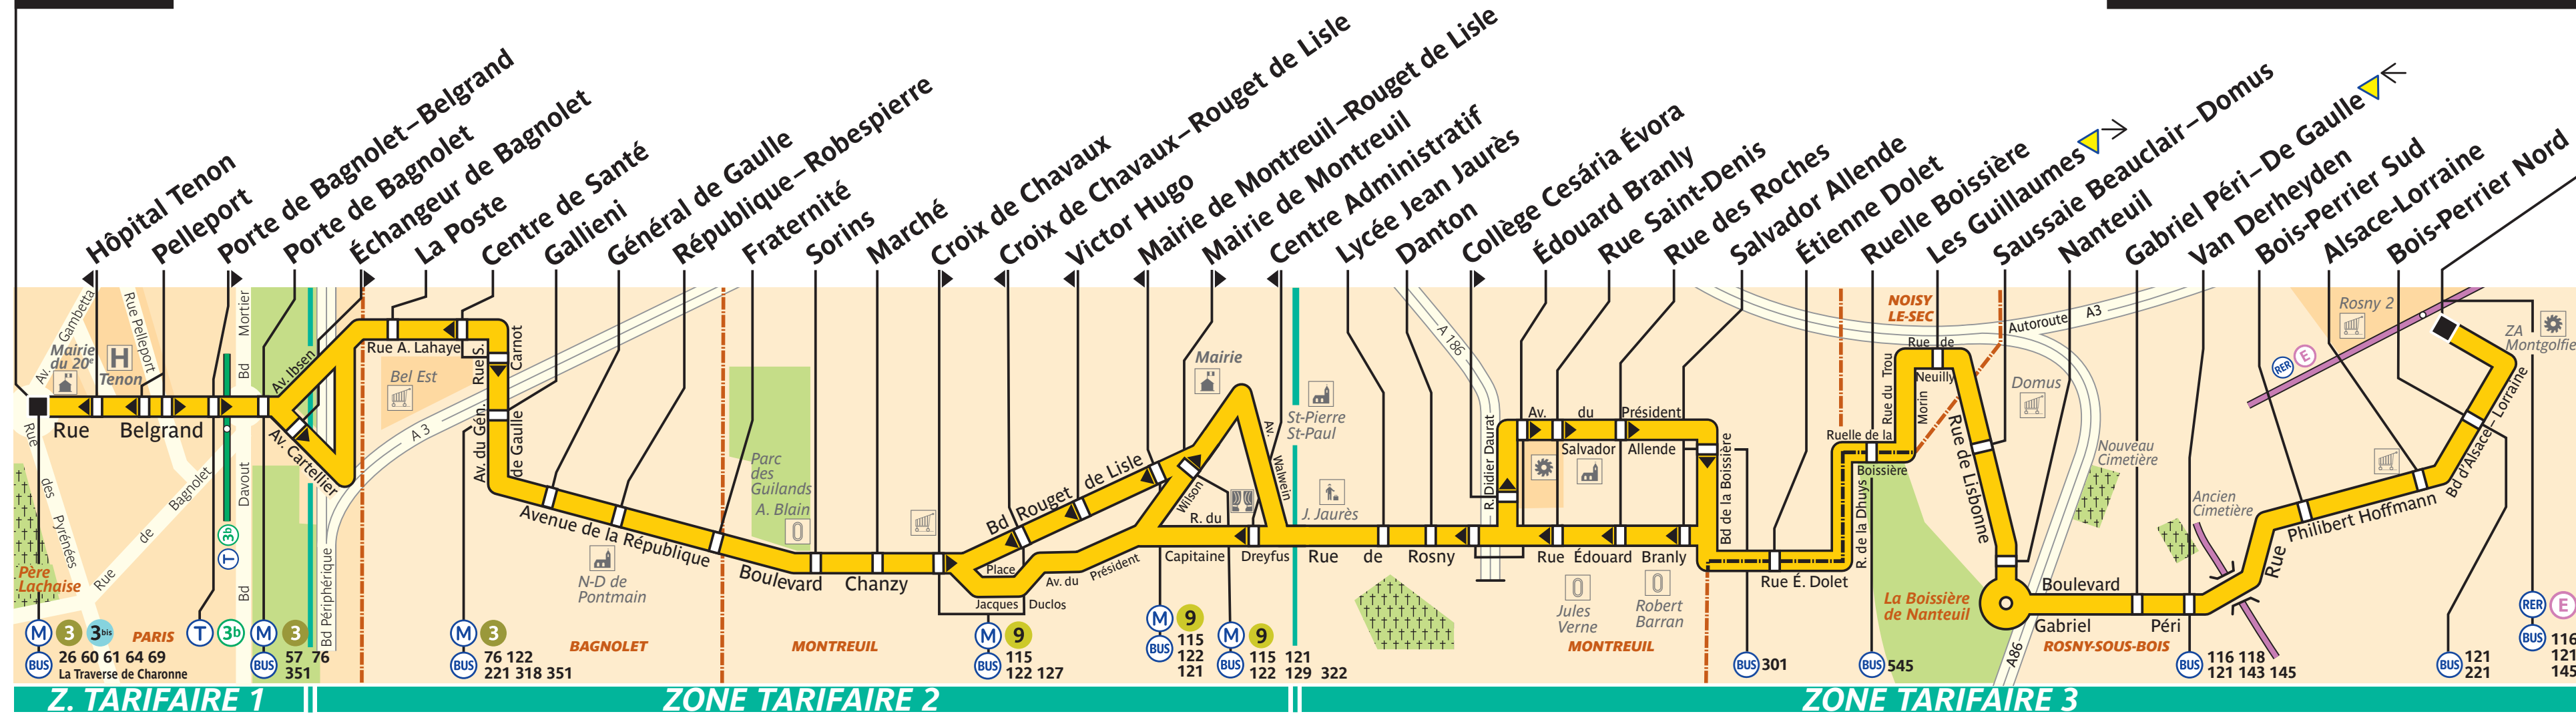 Hôpital Tenon
Pelleport
Porte de Bagnolet–Belgrand
Porte de Bagnolet
Échangeur de Bagnolet
La Poste
Centre de Santé
Gallieni
Général de Gaulle
République–Robespierre
Fraternité
Sorins
Marché
Croix de Chavaux
Croix de Chavaux–Rouget de Lisle
Victor Hugo
Mairie de Montreuil–Rouget de Lisle
Mairie de Montreuil
Centre Administratif
Lycée Jean Jaurès
Danton
Collège Cesária Évora
Édouard Branly
Rue Saint-Denis
Rue des Roches
Salvador Allende
Étienne Dolet
Ruelle Boissière
Les Guillaumes
Saussaie Beauclair–Domus
Nanteuil
Gabriel Péri–De Gaulle
Van Derheyden
Bois-Perrier Sud
Alsace-Lorraine
Bois-Perrier Nord
Av. Gambetta
Rue Pelleport
Mairie
du 20e
H
Tenon
Bd Mortier
Av. Ibsen
Rue Belgrand
Av. Cartellier
Rue des Pyrénées
Rue de Bagnolet
Bd Davout
Bd Périphérique
Père
Lachaise
3b
T
M 3 3bis
BUS 26 60 61 64 69
La Traverse de Charonne
PARIS
T 3b
M 3
BUS 57 76
351
Rue A. Lahaye
Rue S. Carnot
Bel Est
A 3
Av. du Gén. de Gaulle
M 3
BUS 76 122
221 318 351
Avenue de la République
N-D de
Pontmain
BAGNOLET
Parc
des
Guilands
A. Blain
Boulevard Chanzy
MONTREUIL
Bd Rouget de Lisle
Place
Jacques Duclos
Av. du Président
Wilson
M 9
BUS 115
122 127
Mairie
Av. Walwein
R. du
Capitaine Dreyfus
M 9
BUS 115
122
121
M 9
BUS 115 121
122 129 322
St-Pierre
St-Paul
J. Jaurès
Rue de Rosny
A 186
R. Didier Daurat
Av. du Président
Salvador Allende
Rue Édouard Branly
Jules
Verne
Robert
Barran
MONTREUIL
Bd de la Boissière
BUS 301
Rue É. Dolet
Ruelle de la
Boissière
R. de la Dhuys
BUS 545
NOISY
LE-SEC
Rue du Trou
Morin
Rue de
Neuilly
Rue de Lisbonne
Autoroute A3
Domus
La Boissière
de Nanteuil
A86
Nouveau
Cimetière
Boulevard
Gabriel Péri
ROSNY-SOUS-BOIS
Ancien
Cimetière
BUS 116 118
121 143 145
Rue Philibert Hoffmann
Bd d'Alsace–Lorraine
RER E
Rosny 2
ZA
Montgolfie
BUS 121
221
RER E
BUS 116
121
145
Z. TARIFAIRE 1
ZONE TARIFAIRE 2
ZONE TARIFAIRE 3